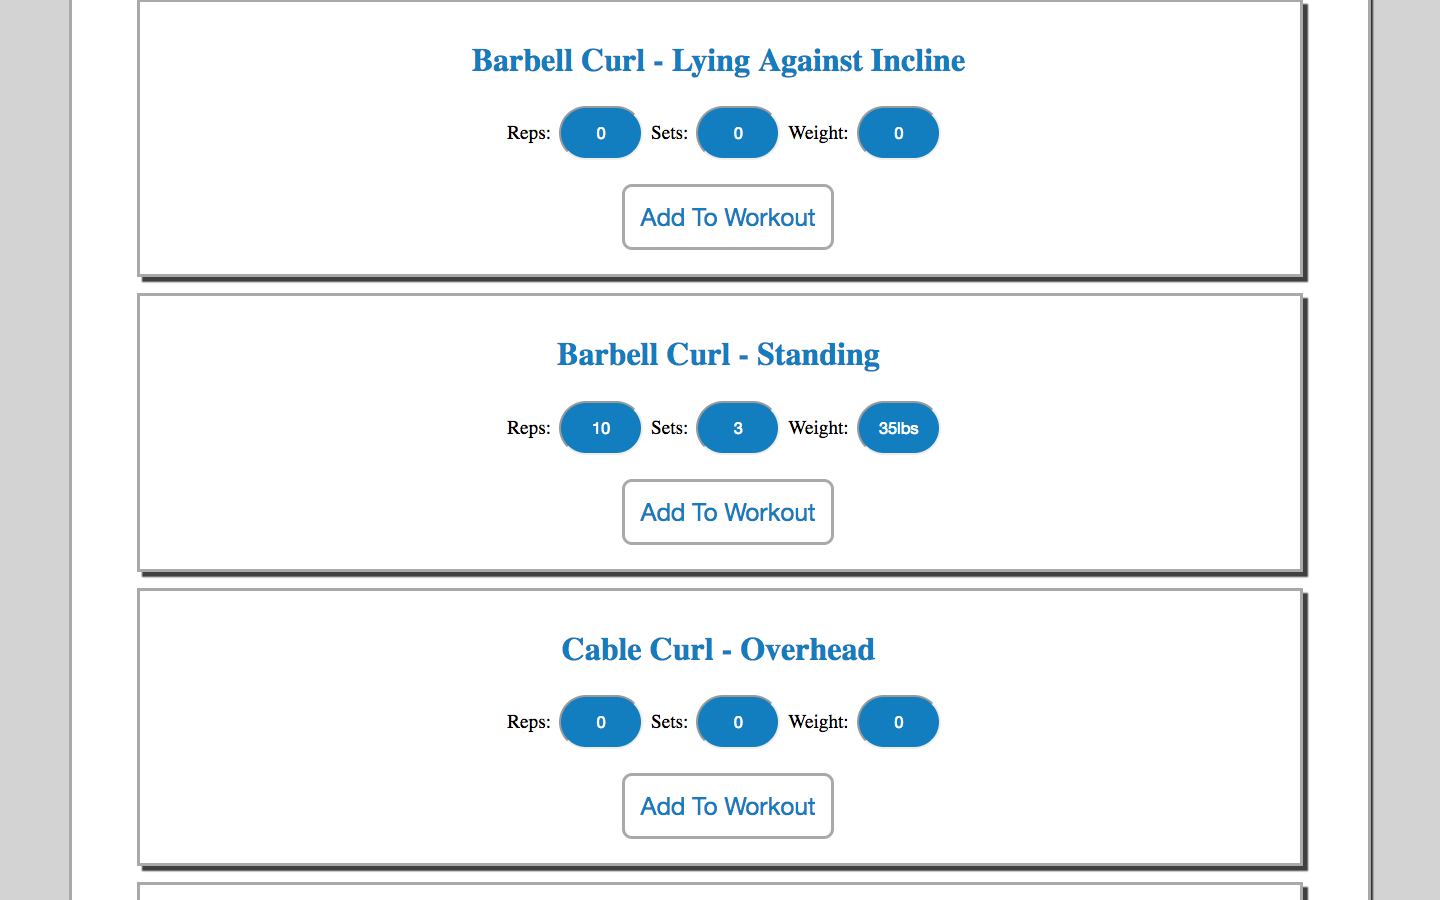 Barbell Curl - Lying Against Incline
Reps: 0 Sets: 0 Weight: 0
Add To Workout
Barbell Curl - Standing
Reps: 10 Sets: 3 Weight: 35lbs
Add To Workout
Cable Curl - Overhead
Reps: 0 Sets: 0 Weight: 0
Add To Workout